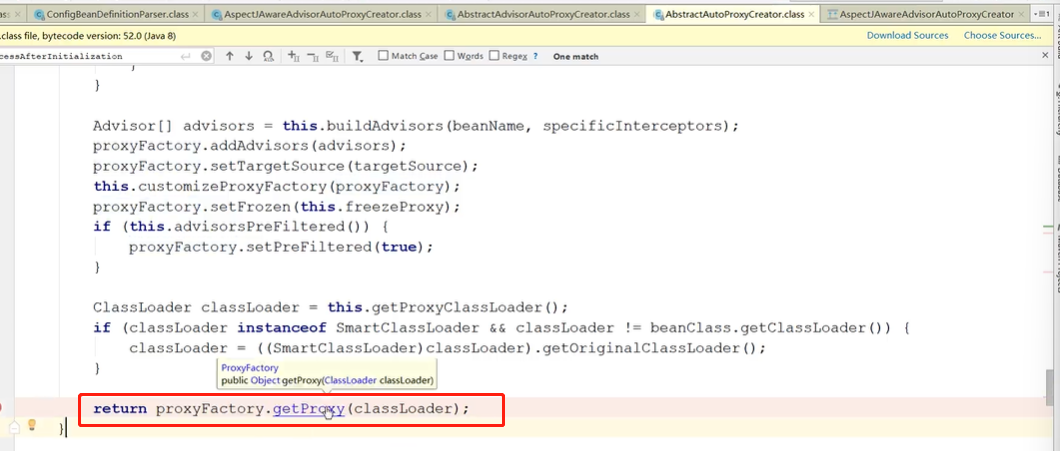 ass
ConfigBeanDefinitionParser.class
AspectJAwareAdvisorAutoProxyCreator.class
AbstractAdvisorAutoProxyCreator.class
AbstractAutoProxyCreator.class
AspectJAwareAdvisorAutoProxyCreator
.class file, bytecode version: 52.0 (Java 8)
Download Sources
Choose Sources...
cessAfterInitialization
Match Case
Words
Regex
?
One match
}
}
Advisor[] advisors = this.buildAdvisors(beanName, specificInterceptors);
proxyFactory.addAdvisors(advisors);
proxyFactory.setTargetSource(targetSource);
this.customizeProxyFactory(proxyFactory);
proxyFactory.setFrozen(this.freezeProxy);
if (this.advisorsPreFiltered()) {
proxyFactory.setPreFiltered(true);
}
ClassLoader classLoader = this.getProxyClassLoader();
if (classLoader instanceof SmartClassLoader && classLoader != beanClass.getClassLoader()) {
classLoader = ((SmartClassLoader)classLoader).getOriginalClassLoader();
}
ProxyFactory
public Object getProxy(ClassLoader classLoader)
return proxyFactory.getProxy(classLoader);
}